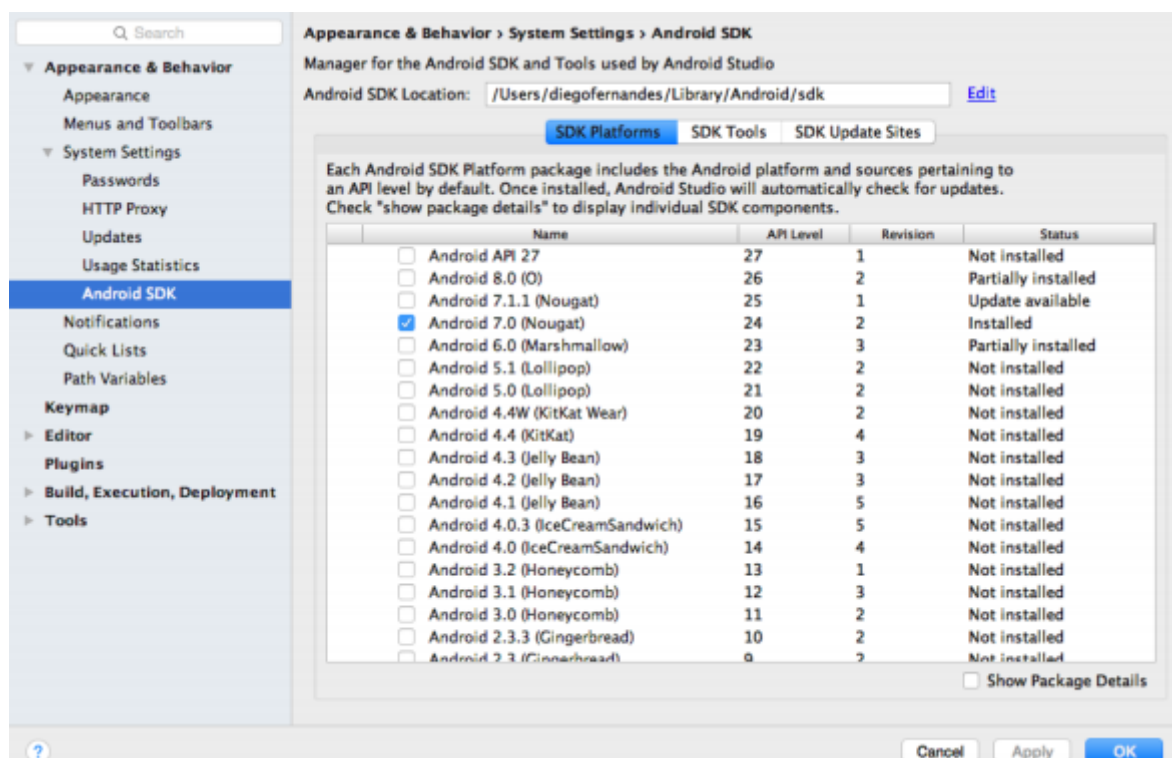 Search
Appearance & Behavior
Appearance
Menus and Toolbars
System Settings
Passwords
HTTP Proxy
Updates
Usage Statistics
Android SDK
Notifications
Quick Lists
Path Variables
Keymap
Editor
Plugins
Build, Execution, Deployment
Tools
Appearance & Behavior › System Settings › Android SDK
Manager for the Android SDK and Tools used by Android Studio
Android SDK Location: /Users/diegofernandes/Library/Android/sdk Edit
SDK Platforms SDK Tools SDK Update Sites
Each Android SDK Platform package includes the Android platform and sources pertaining to
an API level by default. Once installed, Android Studio will automatically check for updates.
Check "show package details" to display individual SDK components.
Name API Level Revision Status
Android API 27 27 1 Not installed
Android 8.0 (O) 26 2 Partially installed
Android 7.1.1 (Nougat) 25 1 Update available
Android 7.0 (Nougat) 24 2 Installed
Android 6.0 (Marshmallow) 23 3 Partially installed
Android 5.1 (Lollipop) 22 2 Not installed
Android 5.0 (Lollipop) 21 2 Not installed
Android 4.4W (KitKat Wear) 20 2 Not installed
Android 4.4 (KitKat) 19 4 Not installed
Android 4.3 (Jelly Bean) 18 3 Not installed
Android 4.2 (Jelly Bean) 17 3 Not installed
Android 4.1 (Jelly Bean) 16 5 Not installed
Android 4.0.3 (IceCreamSandwich) 15 5 Not installed
Android 4.0 (IceCreamSandwich) 14 4 Not installed
Android 3.2 (Honeycomb) 13 1 Not installed
Android 3.1 (Honeycomb) 12 3 Not installed
Android 3.0 (Honeycomb) 11 2 Not installed
Android 2.3.3 (Gingerbread) 10 2 Not installed
Android 2.3 (Gingerbread) 9 2 Not installed
Show Package Details
? Cancel Apply OK